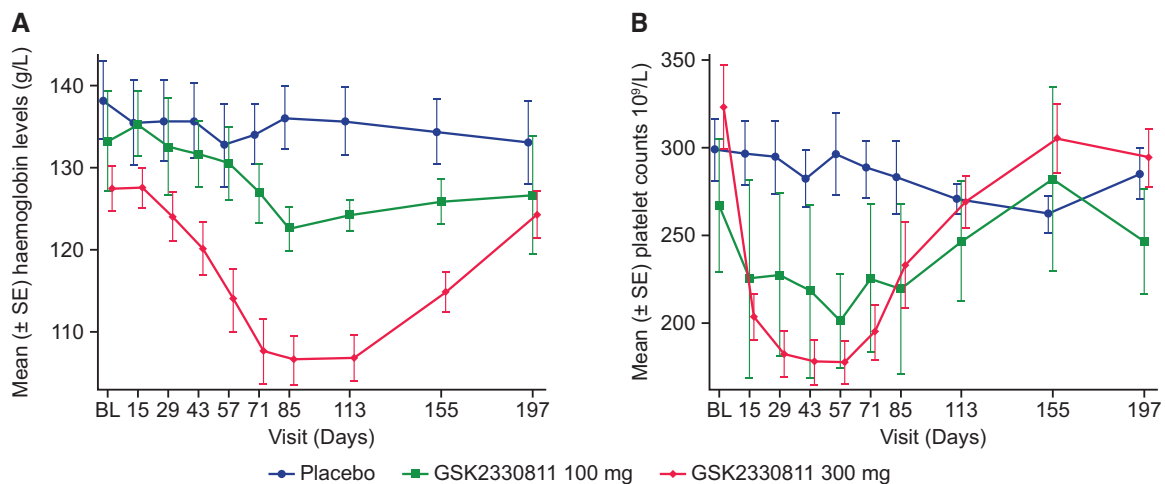 A
Mean (± SE) haemoglobin levels (g/L)
140
130
120
110
BL 15 29 43 57 71 85 113 155 197
Visit (Days)
B
Mean (± SE) platelet counts 10⁹/L)
350
300
250
200
BL 15 29 43 57 71 85 113 155 197
Visit (Days)
Placebo GSK2330811 100 mg GSK2330811 300 mg